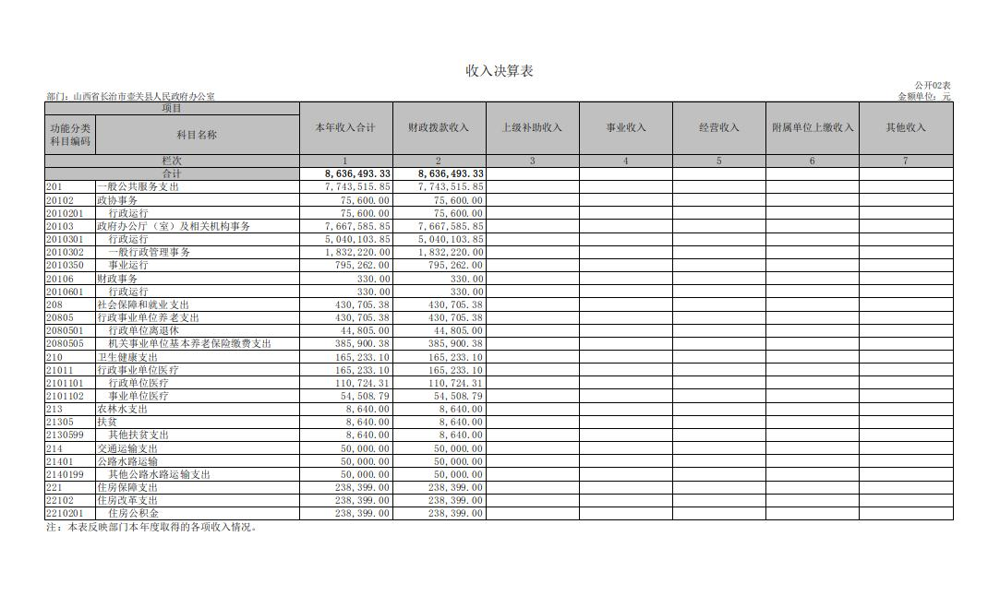 收入决算表
公开02表
部门：山西省长治市壶关县人民政府办公室 金额单位：元
项目 本年收入合计 财政拨款收入 上级补助收入 事业收入 经营收入 附属单位上缴收入 其他收入
功能分类科目编码 科目名称
栏次 1 2 3 4 5 6 7
合计 8,636,493.33 8,636,493.33
201 一般公共服务支出 7,743,515.85 7,743,515.85
20102 政协事务 75,600.00 75,600.00
2010201 行政运行 75,600.00 75,600.00
20103 政府办公厅（室）及相关机构事务 7,667,585.85 7,667,585.85
2010301 行政运行 5,040,103.85 5,040,103.85
2010302 一般行政管理事务 1,832,220.00 1,832,220.00
2010350 事业运行 795,262.00 795,262.00
20106 财政事务 330.00 330.00
2010601 行政运行 330.00 330.00
208 社会保障和就业支出 430,705.38 430,705.38
20805 行政事业单位养老支出 430,705.38 430,705.38
2080501 行政单位离退休 44,805.00 44,805.00
2080505 机关事业单位基本养老保险缴费支出 385,900.38 385,900.38
210 卫生健康支出 165,233.10 165,233.10
21011 行政事业单位医疗 165,233.10 165,233.10
2101101 行政单位医疗 110,724.31 110,724.31
2101102 事业单位医疗 54,508.79 54,508.79
213 农林水支出 8,640.00 8,640.00
21305 扶贫 8,640.00 8,640.00
2130599 其他扶贫支出 8,640.00 8,640.00
214 交通运输支出 50,000.00 50,000.00
21401 公路水路运输 50,000.00 50,000.00
2140199 其他公路水路运输支出 50,000.00 50,000.00
221 住房保障支出 238,399.00 238,399.00
22102 住房改革支出 238,399.00 238,399.00
2210201 住房公积金 238,399.00 238,399.00
注：本表反映部门本年度取得的各项收入情况。